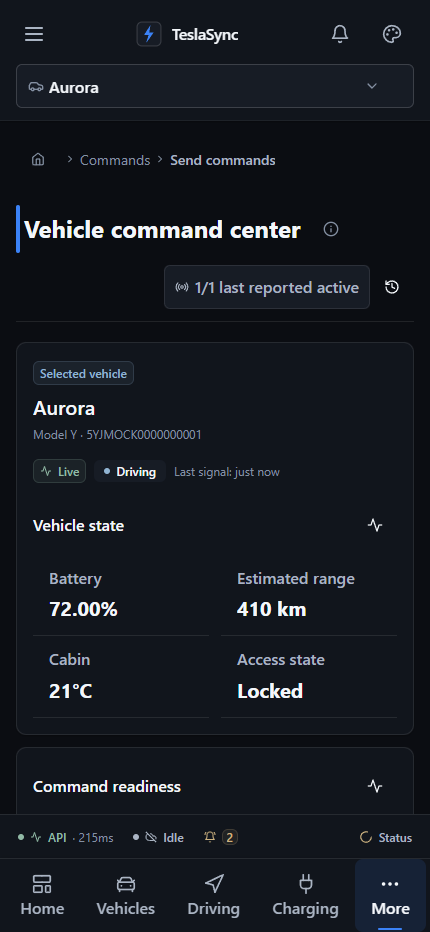 TeslaSync
Aurora
Commands
Send commands
Vehicle command center
1/1 last reported active
Selected vehicle
Aurora
Model Y · 5YJMOCK0000000001
Live
Driving
Last signal: just now
Vehicle state
Battery
Estimated range
72.00%
410 km
Cabin
Access state
21°C
Locked
Command readiness
API · 215ms
Idle
2
Status
Home
Vehicles
Driving
Charging
More